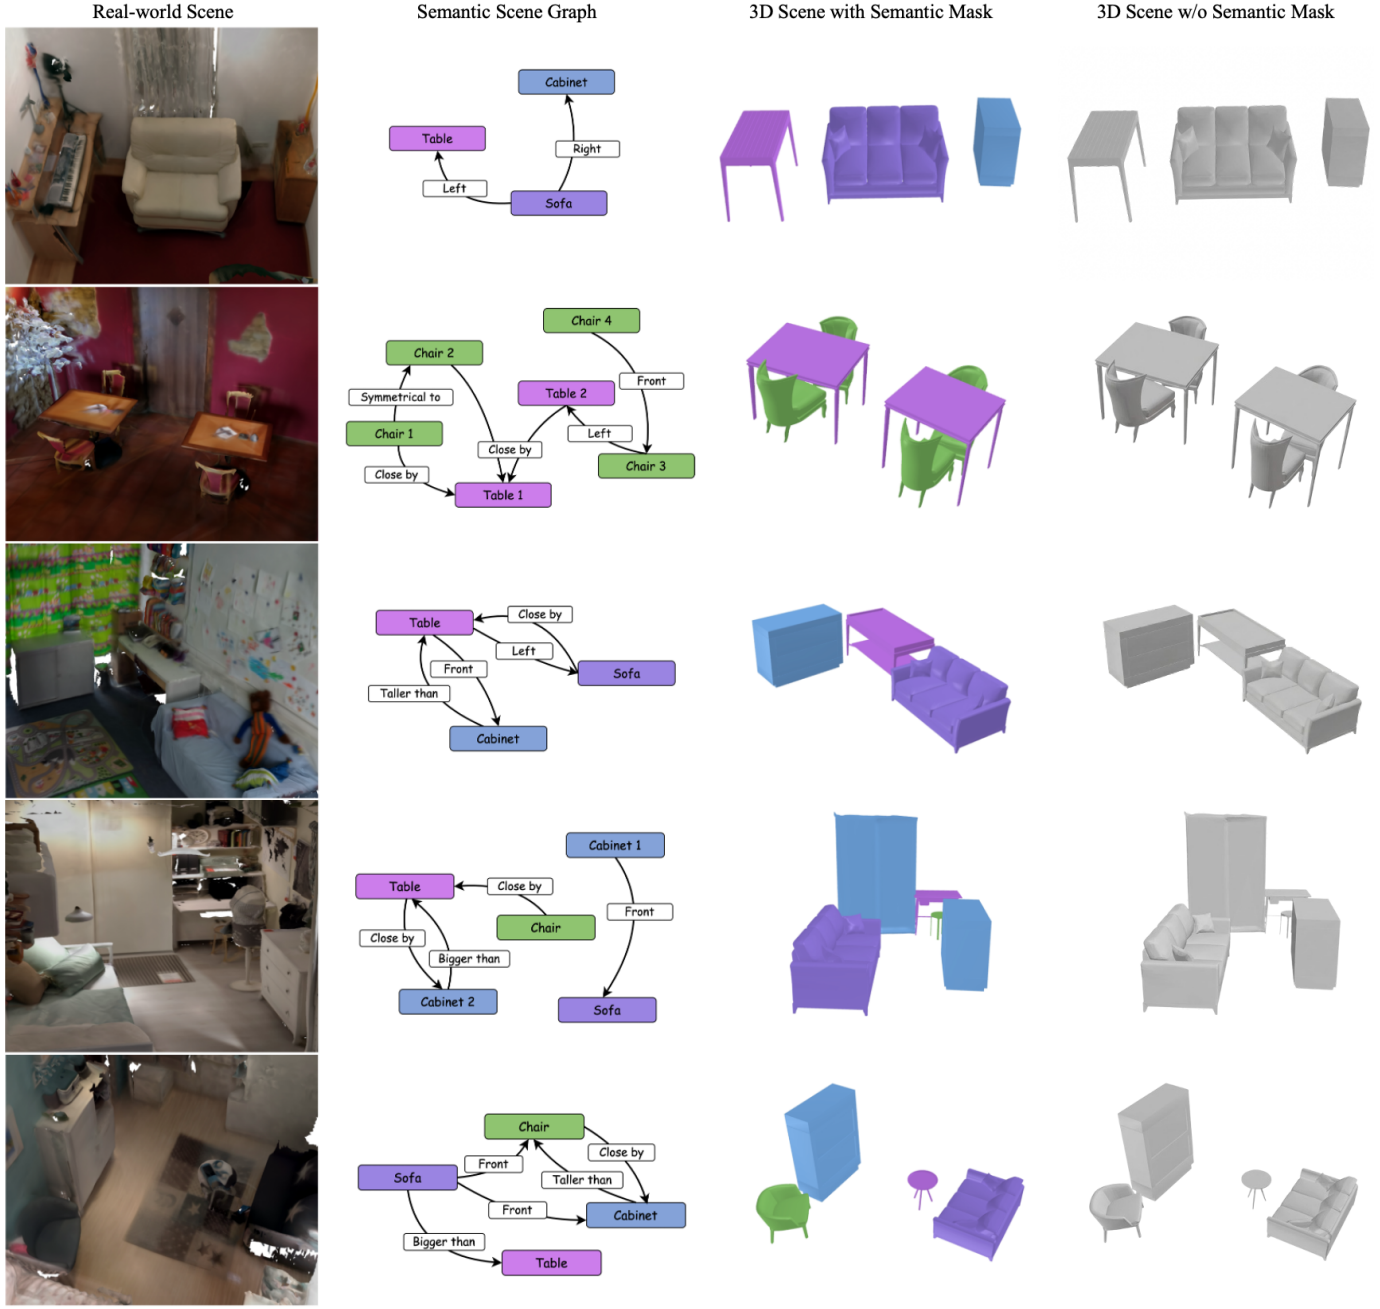 Real-world Scene
Semantic Scene Graph
3D Scene with Semantic Mask
3D Scene w/o Semantic Mask
Cabinet
Table
Right
Left
Sofa
Chair 4
Chair 2
Front
Table 2
Symmetrical to
Chair 1
Left
Close by
Chair 3
Close by
Table 1
Close by
Table
Left
Front
Sofa
Taller than
Cabinet
Cabinet 1
Table
Close by
Front
Chair
Close by
Bigger than
Cabinet 2
Sofa
Chair
Close by
Front
Sofa
Taller than
Front
Cabinet
Bigger than
Table